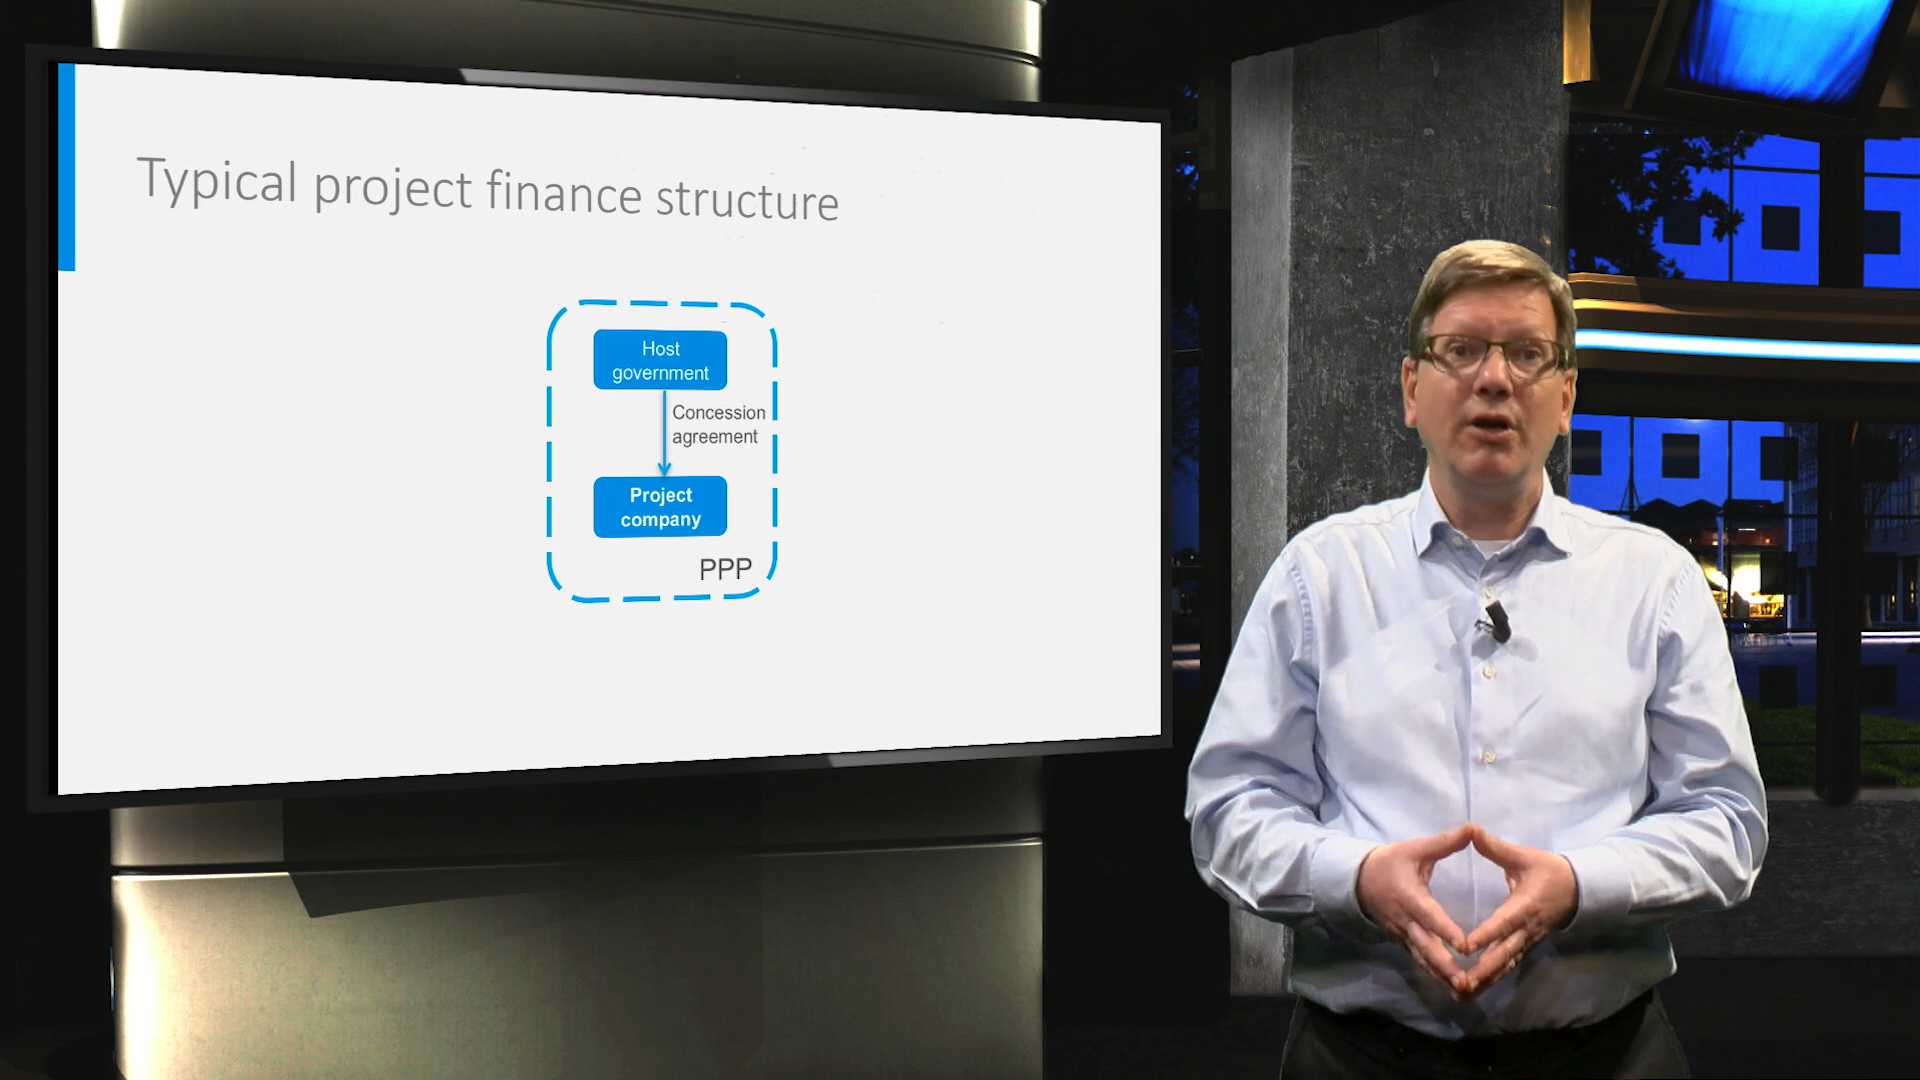 Typical project finance structure
Host
government
Concession
agreement
Project
company
PPP